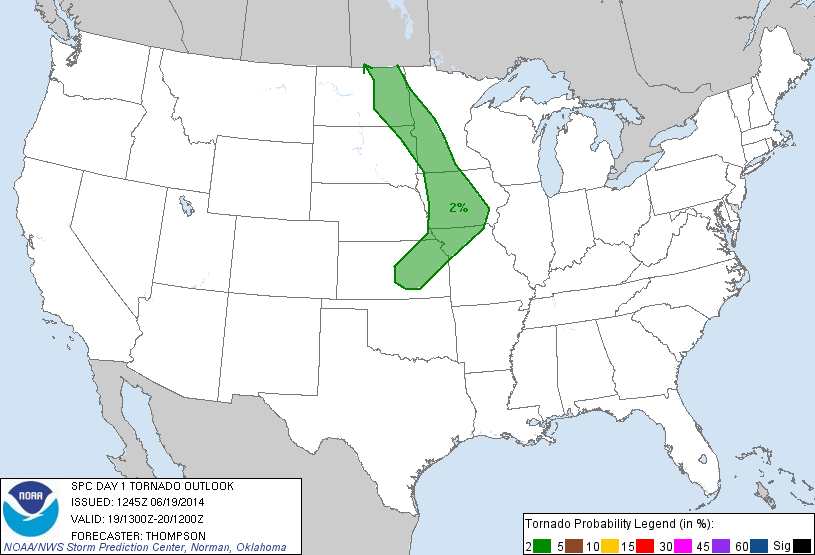 2%
NOAA
SPC DAY 1 TORNADO OUTLOOK
ISSUED: 1245Z 06/19/2014
VALID: 19/1300Z-20/1200Z
FORECASTER: THOMPSON
NOAA/NWS Storm Prediction Center, Norman, Oklahoma
Tornado Probability Legend (in %):
2 5 10 15 30 45 60 Sig